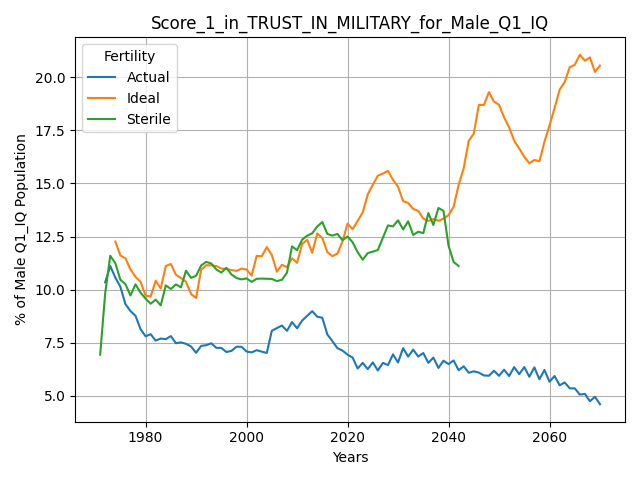 Score_1_in_TRUST_IN_MILITARY_for_Male_Q1_IQ
Fertility
Actual
Ideal
Sterile
% of Male Q1_IQ Population
20.0
17.5
15.0
12.5
10.0
7.5
5.0
1980
2000
2020
2040
2060
Years